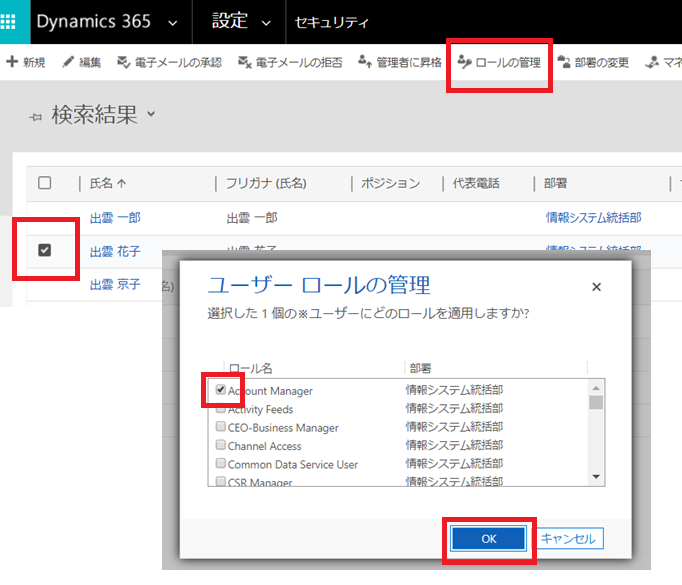 Dynamics 365 設定 セキュリティ
新規 編集 電子メールの承認 電子メールの拒否 管理者に昇格 ロールの管理 部署の変更 マネ
検索結果
氏名 フリガナ (氏名) ポジション 代表電話 部署
出雲 一郎 出雲 一郎 情報システム統括部
出雲 花子 出雲 花子 情報システム統括部
出雲 京子
ユーザー ロールの管理
選択した 1 個の※ユーザーにどのロールを適用しますか?
ロール名 部署
Account Manager 情報システム統括部
Activity Feeds 情報システム統括部
CEO-Business Manager 情報システム統括部
Channel Access 情報システム統括部
Common Data Service User 情報システム統括部
CSR Manager 情報システム統括部
OK キャンセル